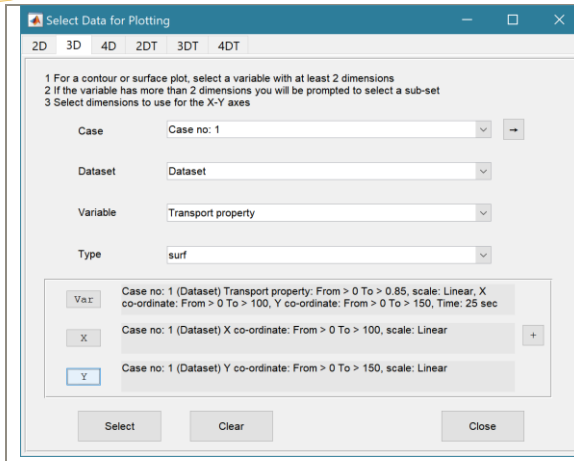 Select Data for Plotting
2D 3D 4D 2DT 3DT 4DT
1 For a contour or surface plot, select a variable with at least 2 dimensions
2 If the variable has more than 2 dimensions you will be prompted to select a sub-set
3 Select dimensions to use for the X-Y axes
Case Case no: 1 →
Dataset Dataset
Variable Transport property
Type surf
Var Case no: 1 (Dataset) Transport property: From > 0 To > 0.85, scale: Linear, X
co-ordinate: From > 0 To > 100, Y co-ordinate: From > 0 To > 150, Time: 25 sec
X Case no: 1 (Dataset) X co-ordinate: From > 0 To > 100, scale: Linear +
Y Case no: 1 (Dataset) Y co-ordinate: From > 0 To > 150, scale: Linear
Select Clear Close